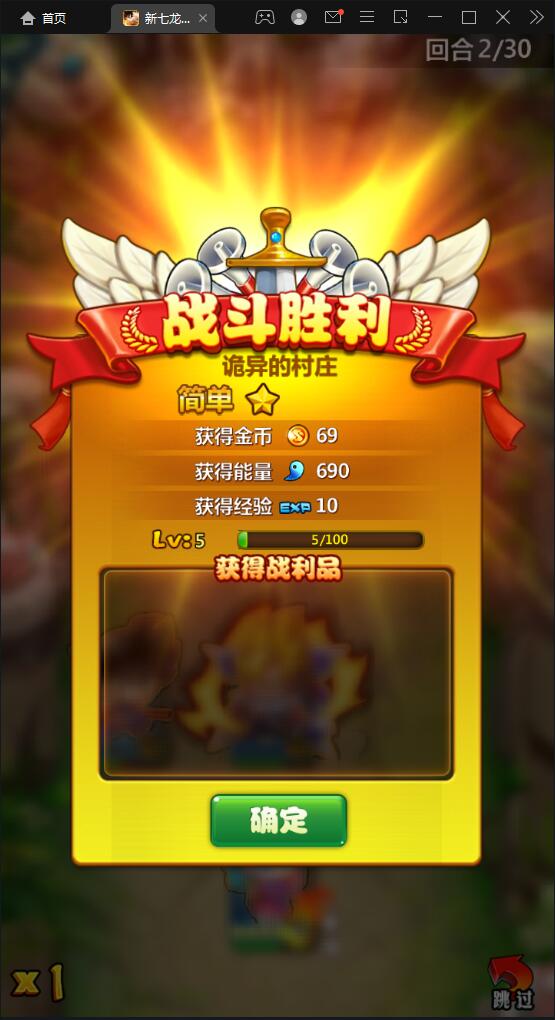 首页
新七龙...
回合2/30
战斗胜利
诡异的村庄
简单
获得金币 69
获得能量 690
获得经验 EXP 10
Lv:5 5/100
获得战利品
确定
x1
跳过